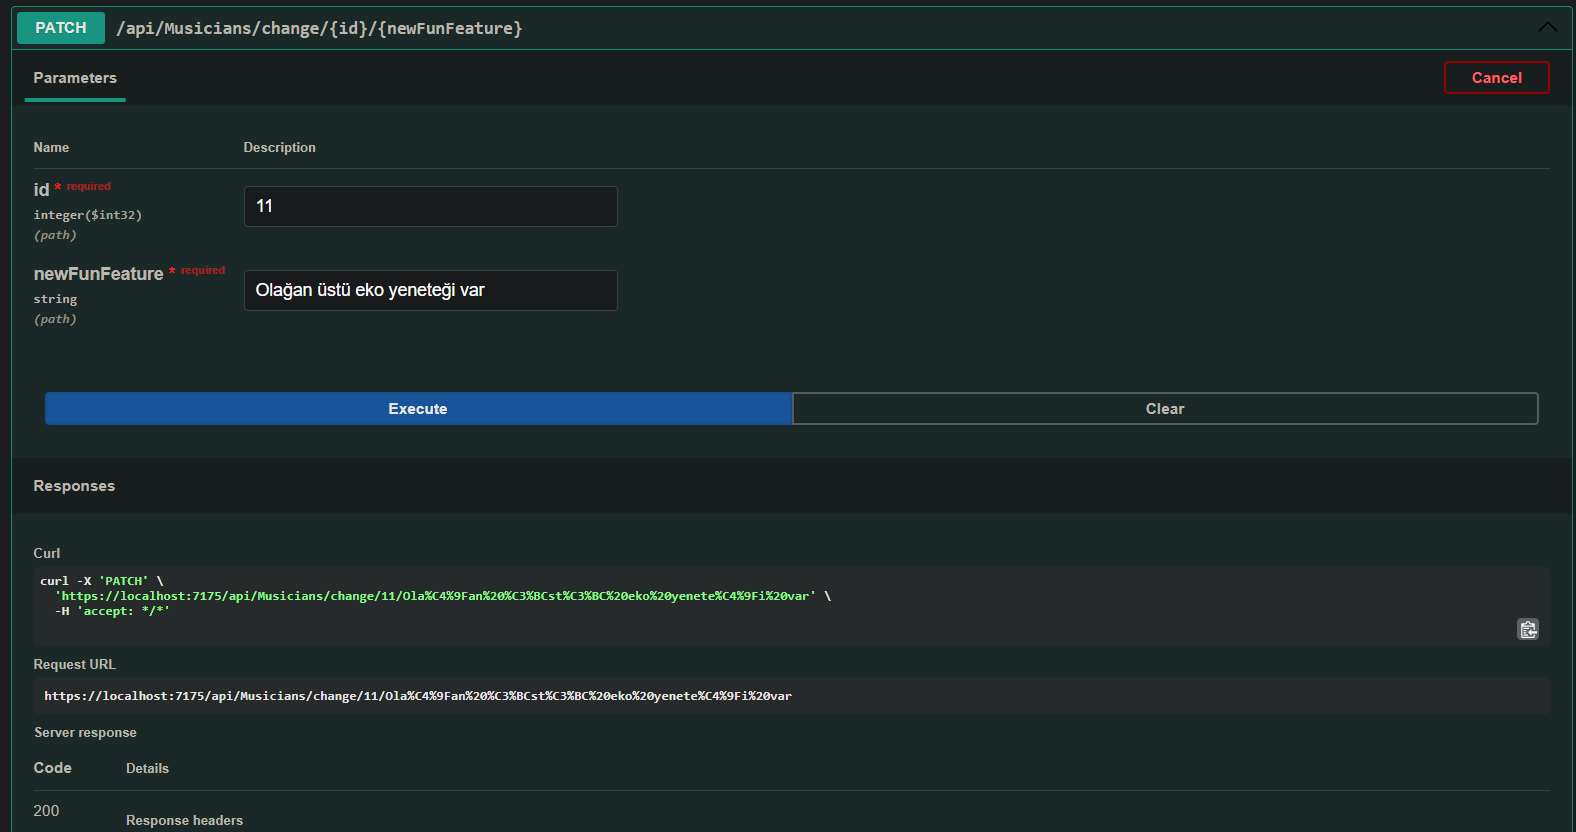 PATCH /api/Musicians/change/{id}/{newFunFeature}
Parameters
Cancel
Name Description
id * required
integer($int32)
(path)
11
newFunFeature * required
string
(path)
Olağan üstü eko yeneteği var
Execute Clear
Responses
Curl
curl -X 'PATCH' \
'https://localhost:7175/api/Musicians/change/11/Ola%C4%9Fan%20%C3%BCst%C3%BC%20eko%20yenete%C4%9Fi%20var' \
-H 'accept: */*'
Request URL
https://localhost:7175/api/Musicians/change/11/Ola%C4%9Fan%20%C3%BCst%C3%BC%20eko%20yenete%C4%9Fi%20var
Server response
Code Details
200
Response headers